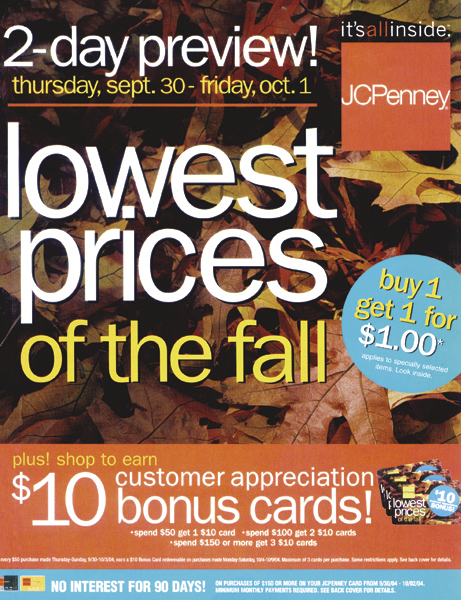 2-day preview!
thursday, sept. 30 - friday, oct. 1
it'sallinside.
JCPenney
lowest
prices
of the fall
buy 1
get 1 for
$1.00*
applies to specially selected
items. Look inside.
plus! shop to earn
$10 customer appreciation
bonus cards!
•spend $50 get 1 $10 card •spend $100 get 2 $10 cards
•spend $150 or more get 3 $10 cards
lowest
prices
of the fall
$10
BONUS!
every $50 purchase made Thursday-Sunday, 9/30-10/3/04, earns a $10 Bonus Card redeemable on purchases made Monday-Saturday, Maximum of 3 cards per purchase. Some restrictions apply. See back cover for details.
NO INTEREST FOR 90 DAYS!
ON PURCHASES OF $150 OR MORE ON YOUR JCPENNEY CARD FROM 9/30/04 - 10/02/04.
MINIMUM MONTHLY PAYMENTS REQUIRED. SEE BACK COVER FOR DETAILS.